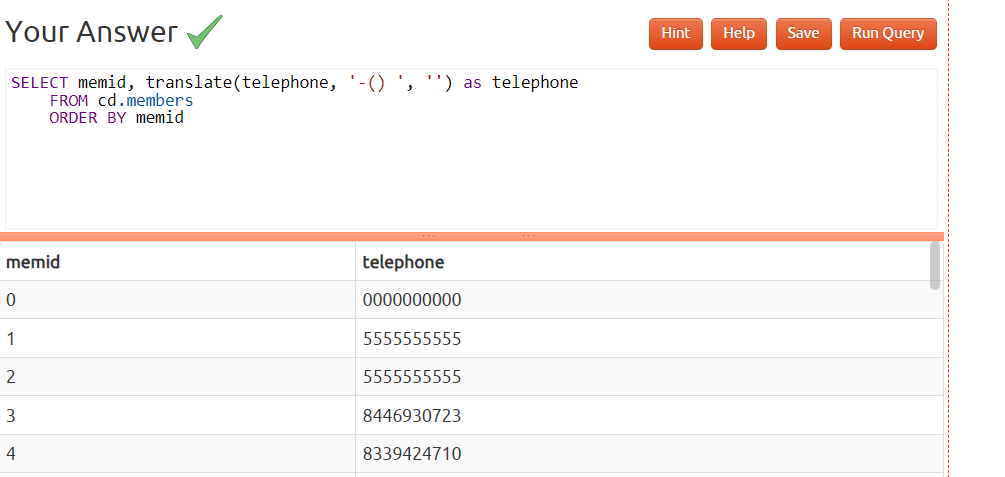 Your Answer
Hint Help Save Run Query
SELECT memid, translate(telephone, '-() ', '') as telephone
    FROM cd.members
    ORDER BY memid
memid telephone
0 0000000000
1 5555555555
2 5555555555
3 8446930723
4 8339424710